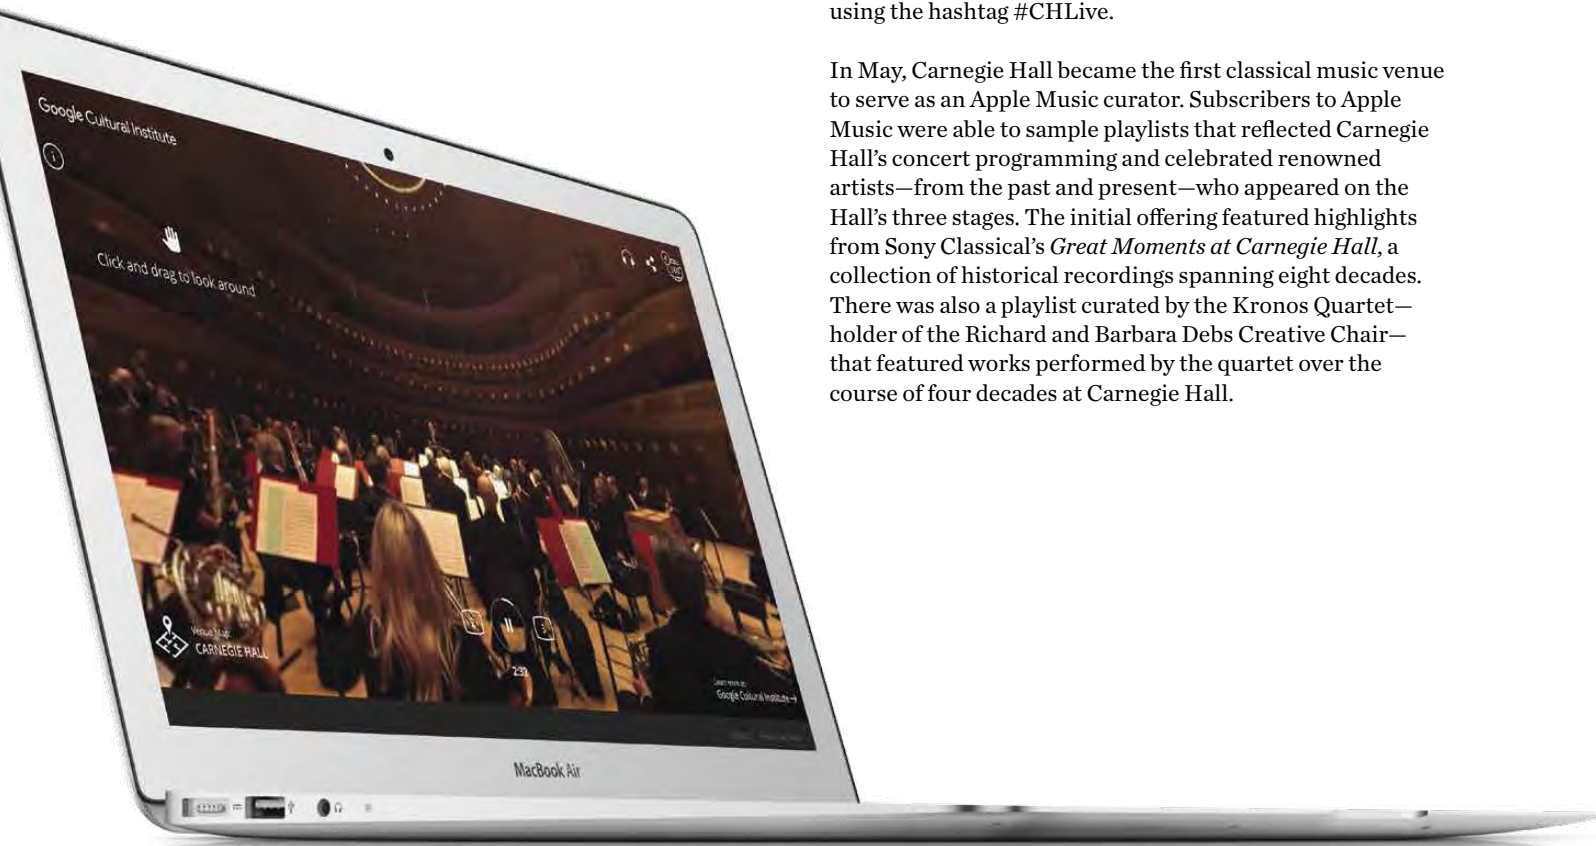 using the hashtag #CHLive.
In May, Carnegie Hall became the first classical music venue
to serve as an Apple Music curator. Subscribers to Apple
Music were able to sample playlists that reflected Carnegie
Hall’s concert programming and celebrated renowned
artists—from the past and present—who appeared on the
Hall’s three stages. The initial offering featured highlights
from Sony Classical’s Great Moments at Carnegie Hall, a
collection of historical recordings spanning eight decades.
There was also a playlist curated by the Kronos Quartet—
holder of the Richard and Barbara Debs Creative Chair—
that featured works performed by the quartet over the
course of four decades at Carnegie Hall.
Google Cultural Institute
Click and drag to look around
Venue Map:
CARNEGIE HALL
2:32
Google Cultural Institute→
MacBook Air